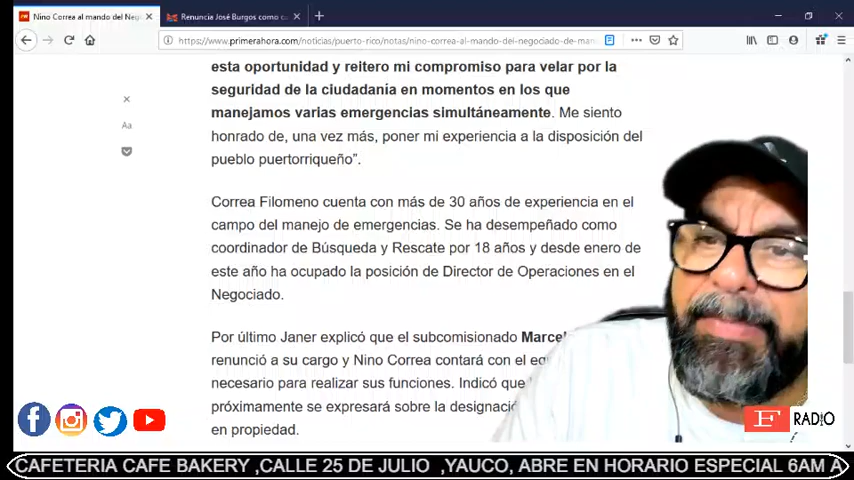 Nino Correa al mando del Nego
Renuncia José Burgos como c
https://www.primerahora.com/noticias/puerto-rico/notas/nino-correa-al-mando-del-negociado-de-man
esta oportunidad y reitero mi compromiso para velar por la
seguridad de la ciudadanía en momentos en los que
manejamos varias emergencias simultáneamente. Me siento
honrado de, una vez más, poner mi experiencia a la disposición del
pueblo puertorriqueño”.
Aa
Correa Filomeno cuenta con más de 30 años de experiencia en el
campo del manejo de emergencias. Se ha desempeñado como
coordinador de Búsqueda y Rescate por 18 años y desde enero de
este año ha ocupado la posición de Director de Operaciones en el
Negociado.
Por último Janer explicó que el subcomisionado Marcel
renunció a su cargo y Nino Correa contará con el eq
necesario para realizar sus funciones. Indicó que
próximamente se expresará sobre la designació
en propiedad.
F RADIO
CAFETERIA CAFE BAKERY ,CALLE 25 DE JULIO ,YAUCO, ABRE EN HORARIO ESPECIAL 6AM A